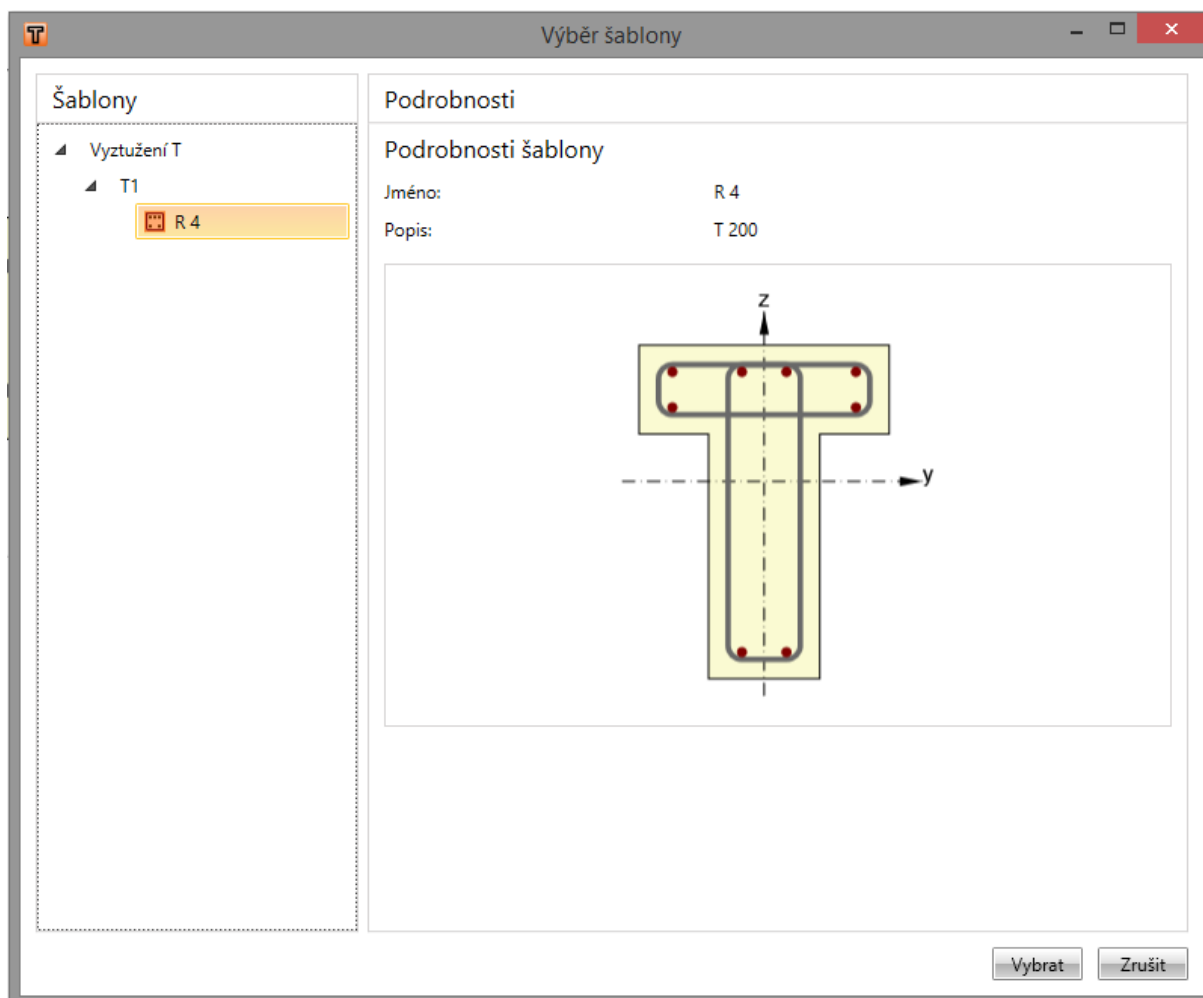 Výběr šablony
Šablony
Vyztužení T
T1
R 4
Podrobnosti
Podrobnosti šablony
Jméno: R 4
Popis: T 200
z
y
Vybrat Zrušit